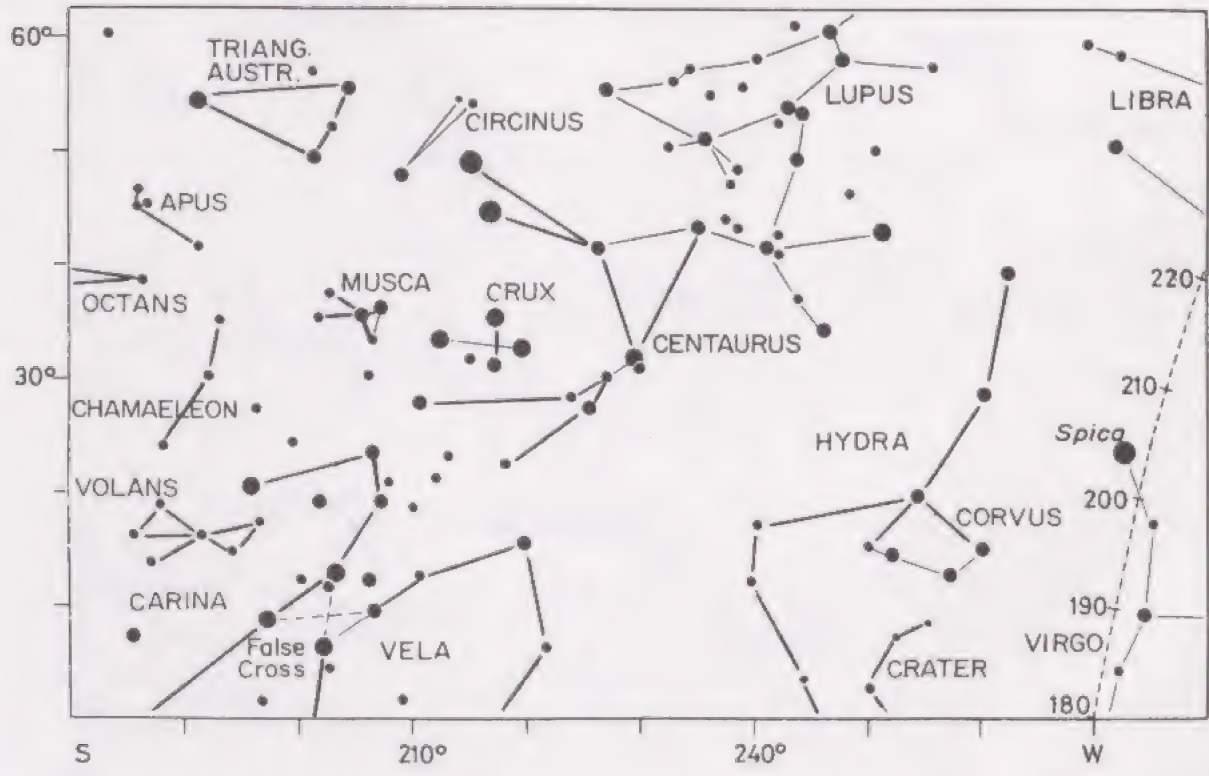 60°
TRIANG.
AUSTR.
CIRCINUS
LUPUS
LIBRA
APUS
OCTANS
MUSCA
CRUX
220
CENTAURUS
30°
210
CHAMAELEON
HYDRA
Spica
VOLANS
200
CORVUS
CARINA
190
False
Cross
VELA
VIRGO
CRATER
180
S
210°
240°
W